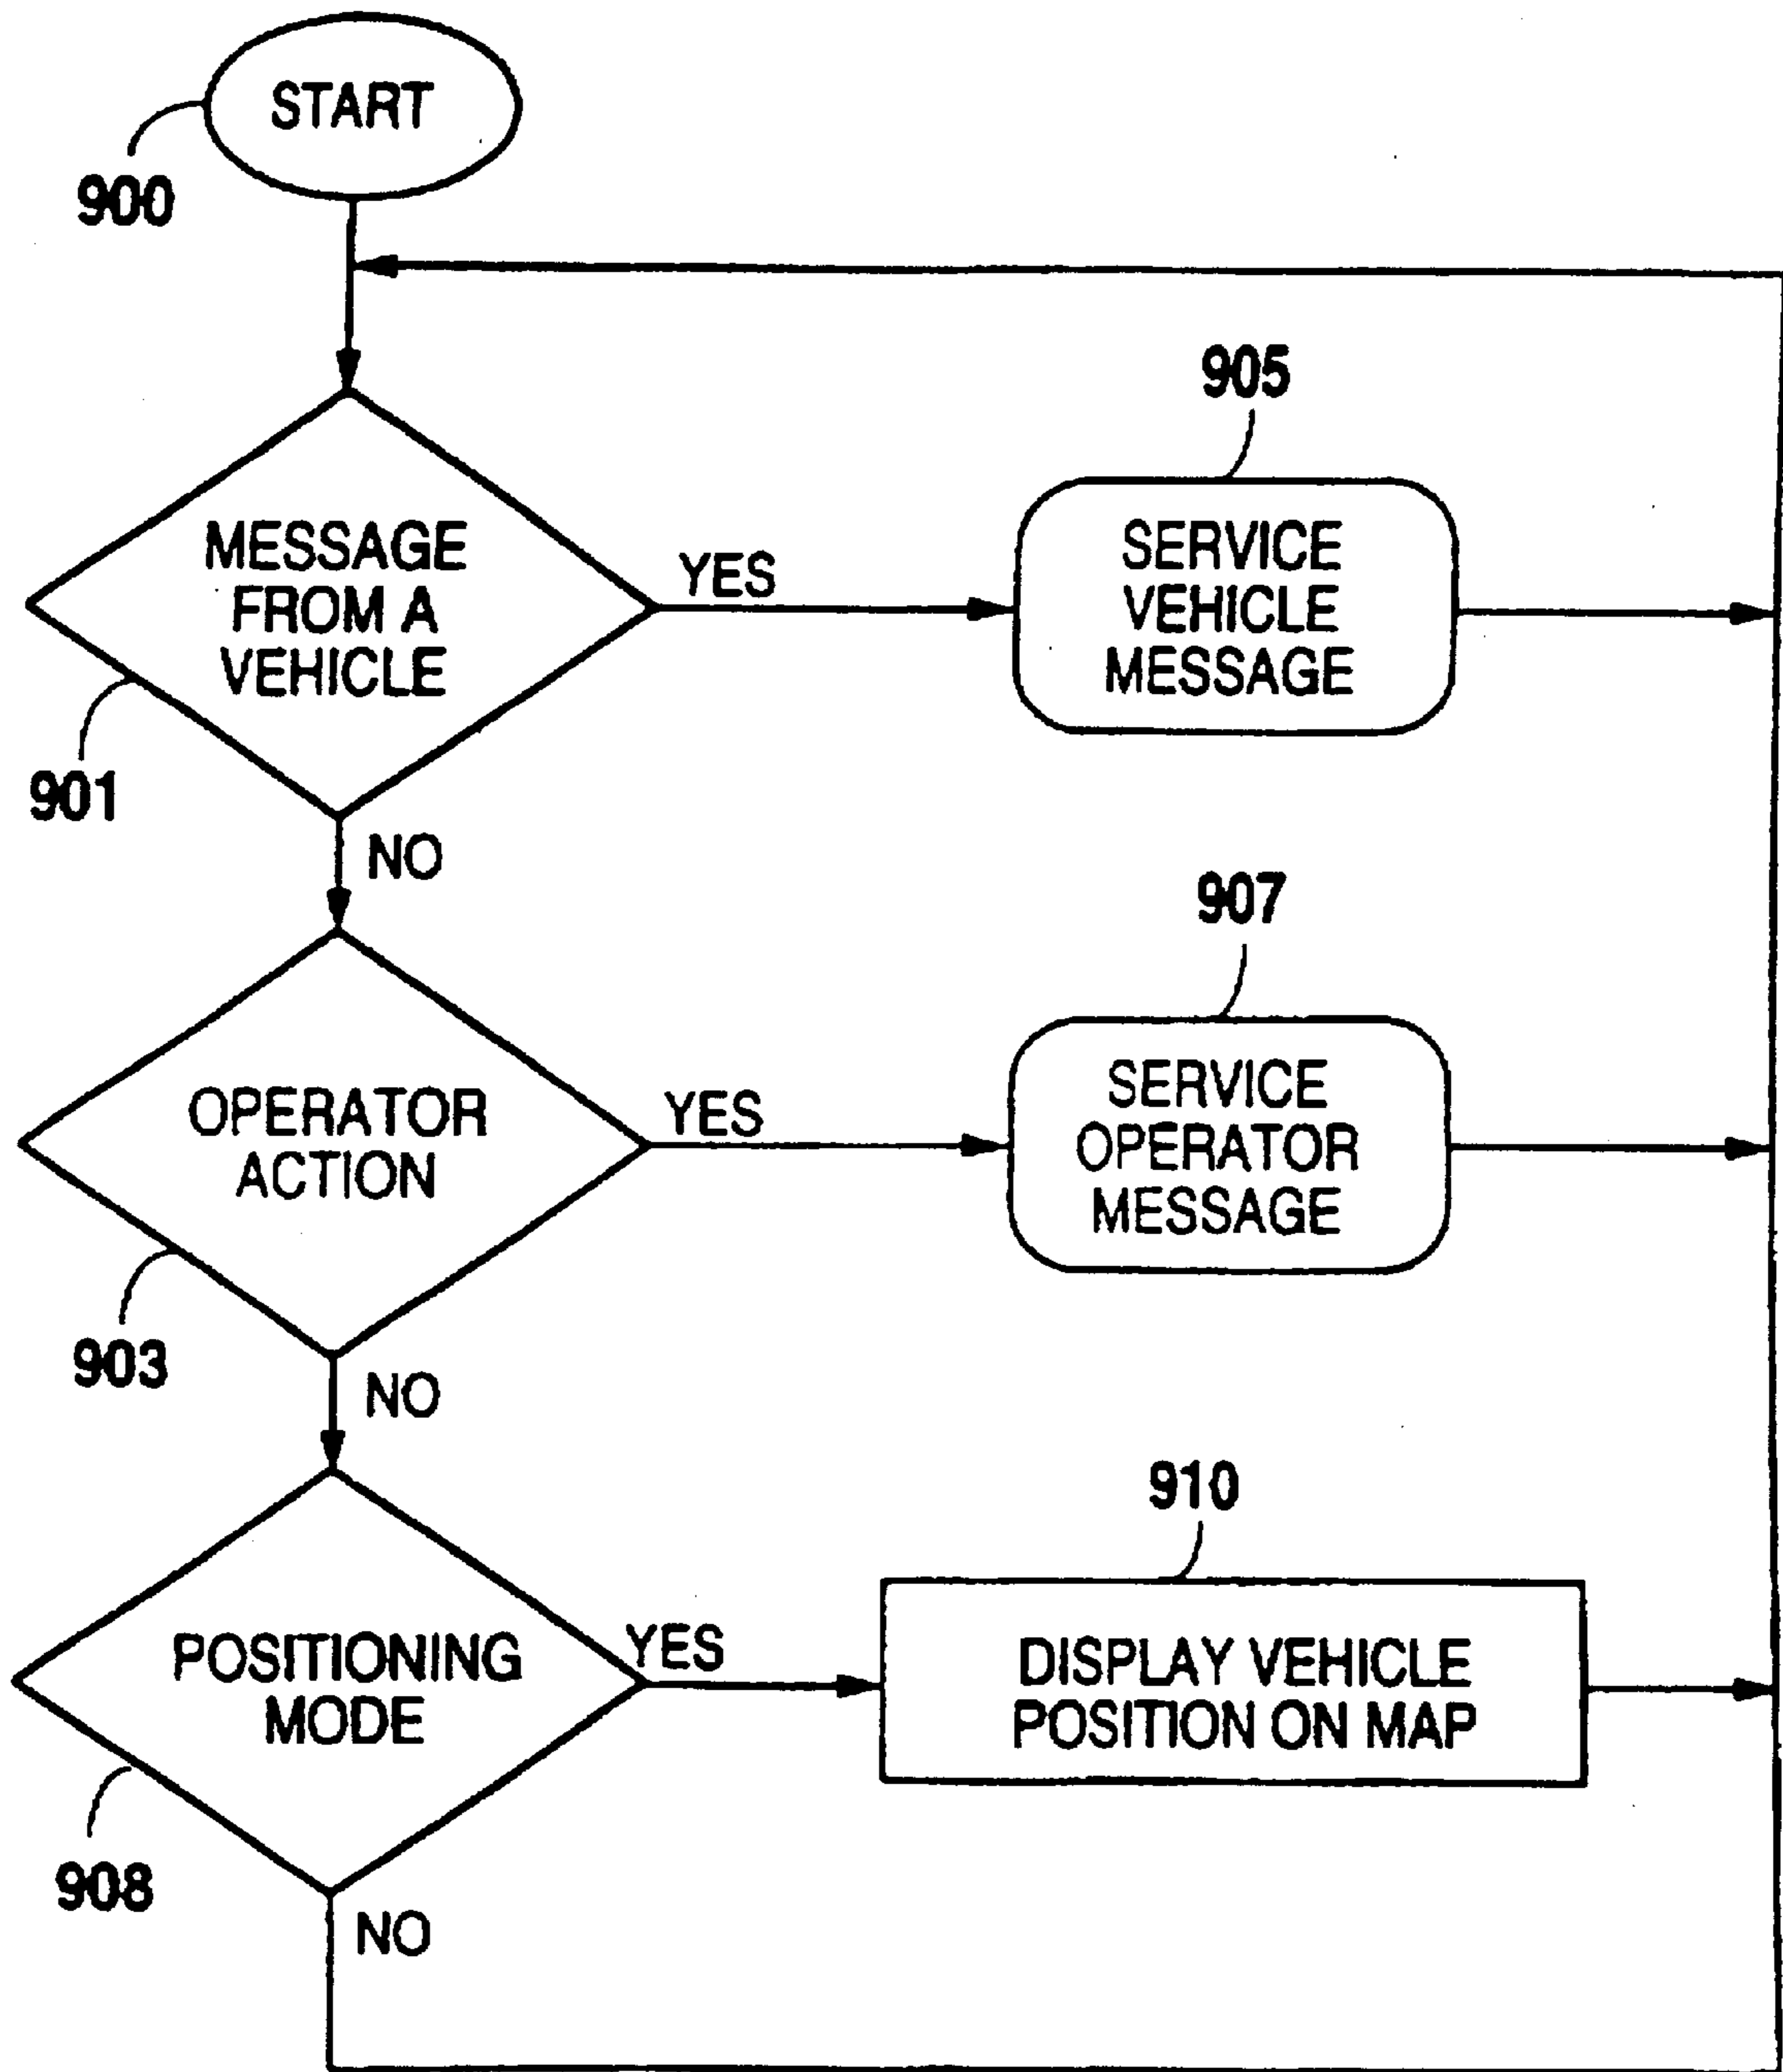 START
900
905
MESSAGE
FROM A
VEHICLE
YES
SERVICE
VEHICLE
MESSAGE
901
NO
907
OPERATOR
ACTION
YES
SERVICE
OPERATOR
MESSAGE
903
NO
910
POSITIONING
MODE
YES
DISPLAY VEHICLE
POSITION ON MAP
908
NO